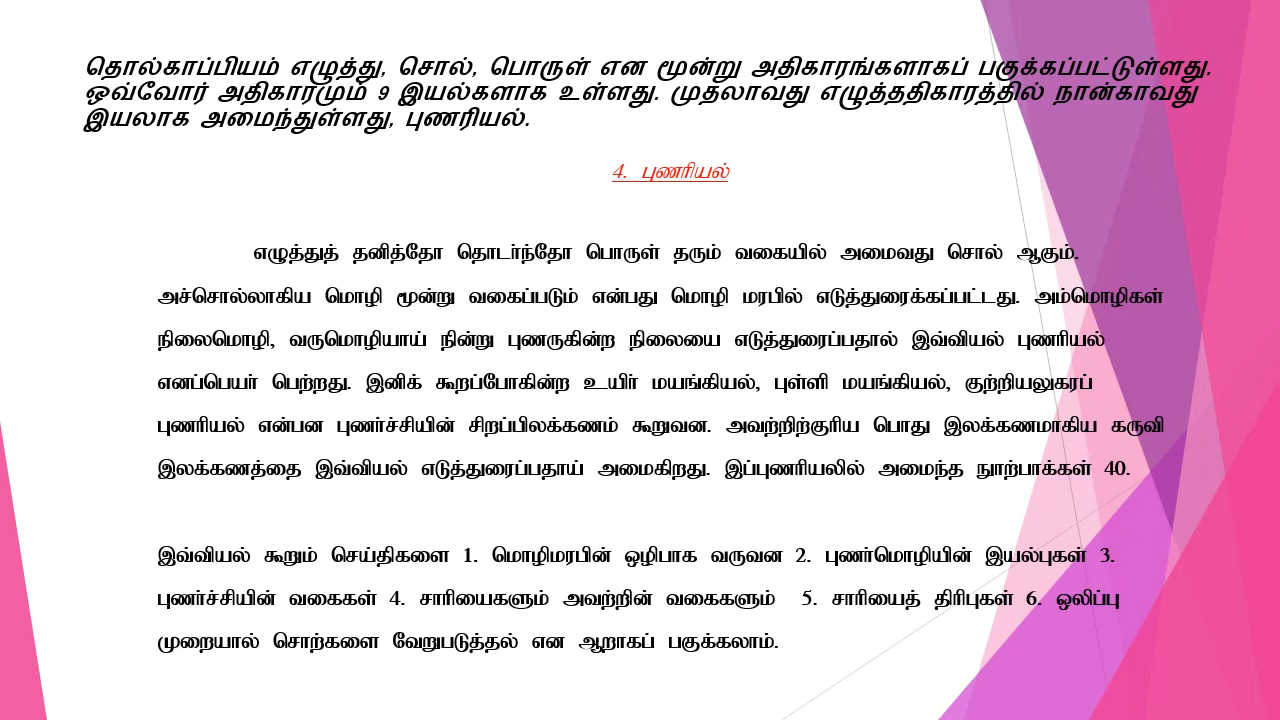 தொல்காப்பியம் எழுத்து, சொல், பொருள் என மூன்று அதிகாரங்களாகப் பகுக்கப்பட்டுள்ளது.
ஒவ்வோர் அதிகாரமும் 9 இயல்களாக உள்ளது. முதலாவது எழுத்ததிகாரத்தில் நான்காவது
இயலாக அமைந்துள்ளது, புணரியல்.
4. புணரியல்
எழுத்துத் தனித்தோ தொடர்ந்தோ பொருள் தரும் வகையில் அமைவது சொல் ஆகும்.
அச்சொல்லாகிய மொழி மூன்று வகைப்படும் என்பது மொழி மரபில் எடுத்துரைக்கப்பட்டது. அம்மொழிகள்
நிலைமொழி, வருமொழியாய் நின்று புணருகின்ற நிலையை எடுத்துரைப்பதால் இவ்வியல் புணரியல்
எனப்பெயர் பெற்றது. இனிக் கூறப்போகின்ற உயிர் மயங்கியல், புள்ளி மயங்கியல், குற்றியலுகரப்
புணரியல் என்பன புணர்ச்சியின் சிறப்பிலக்கணம் கூறுவன. அவற்றிற்குரிய பொது இலக்கணமாகிய கருவி
இலக்கணத்தை இவ்வியல் எடுத்துரைப்பதாய் அமைகிறது. இப்புணரியலில் அமைந்த நூற்பாக்கள் 40.
இவ்வியல் கூறும் செய்திகளை 1. மொழிமரபின் ஒழிபாக வருவன 2. புணர்மொழியின் இயல்புகள் 3.
புணர்ச்சியின் வகைகள் 4. சாரியைகளும் அவற்றின் வகைகளும் 5. சாரியைத் திரிபுகள் 6. ஒலிப்பு
முறையால் சொற்களை வேறுபடுத்தல் என ஆறாகப் பகுக்கலாம்.